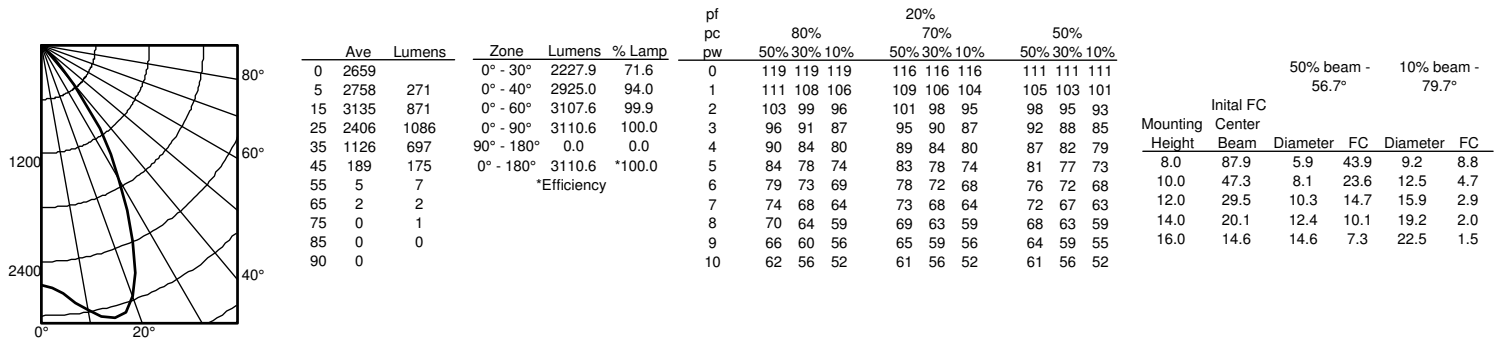 80°
60°
40°
1200
2400
0° 20°
Ave Lumens
0 2659
5 2758 271
15 3135 871
25 2406 1086
35 1126 697
45 189 175
55 5 7
65 2 2
75 0 1
85 0 0
90 0
Zone Lumens % Lamp
0° - 30° 2227.9 71.6
0° - 40° 2925.0 94.0
0° - 60° 3107.6 99.9
0° - 90° 3110.6 100.0
90° - 180° 0.0 0.0
0° - 180° 3110.6 *100.0
*Efficiency
pf 20%
pc 80% 70% 50%
pw 50% 30% 10% 50% 30% 10% 50% 30% 10%
0 119 119 119 116 116 116 111 111 111
1 111 108 106 109 106 104 105 103 101
2 103 99 96 101 98 95 98 95 93
3 96 91 87 95 90 87 92 88 85
4 90 84 80 89 84 80 87 82 79
5 84 78 74 83 78 74 81 77 73
6 79 73 69 78 72 68 76 72 68
7 74 68 64 73 68 64 72 67 63
8 70 64 59 69 63 59 68 63 59
9 66 60 56 65 59 56 64 59 55
10 62 56 52 61 56 52 61 56 52
50% beam - 10% beam -
56.7° 79.7°
Inital FC
Mounting Center
Height Beam Diameter FC Diameter FC
8.0 87.9 5.9 43.9 9.2 8.8
10.0 47.3 8.1 23.6 12.5 4.7
12.0 29.5 10.3 14.7 15.9 2.9
14.0 20.1 12.4 10.1 19.2 2.0
16.0 14.6 14.6 7.3 22.5 1.5